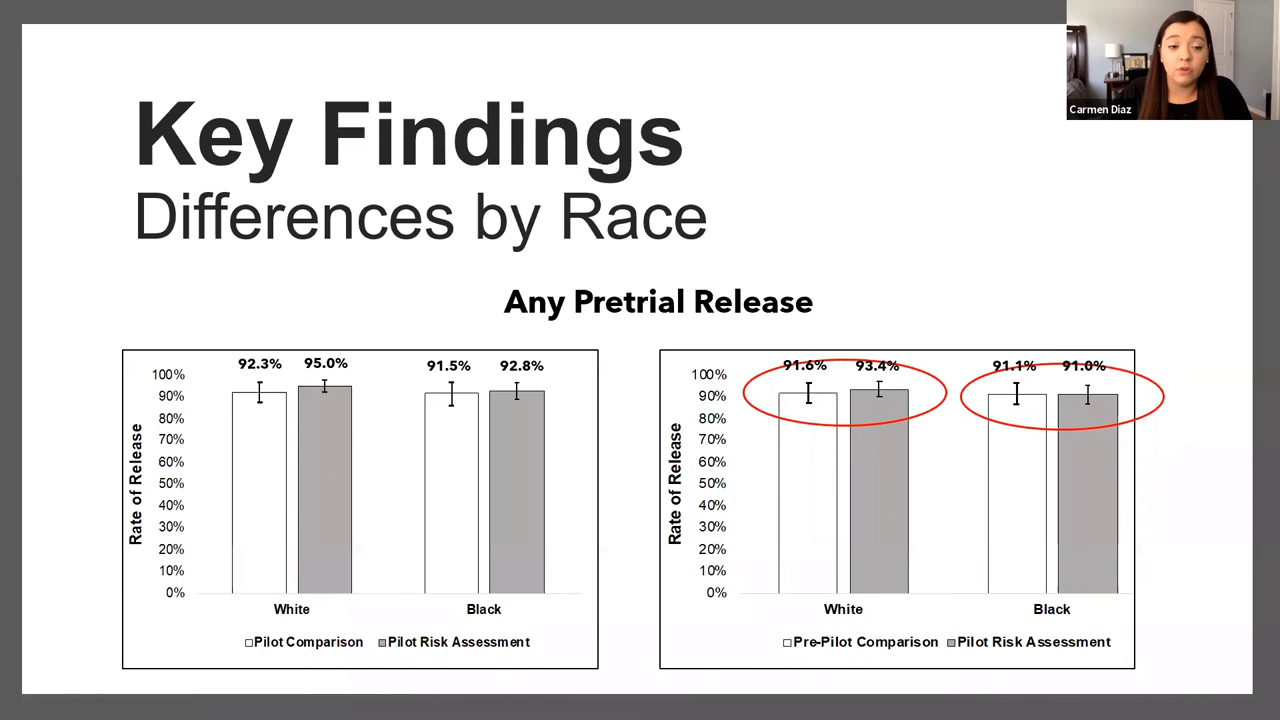 Carmen Diaz
Key Findings
Differences by Race
Any Pretrial Release
92.3% 95.0% 91.5% 92.8%
Rate of Release
100%
90%
80%
70%
60%
50%
40%
30%
20%
10%
0%
White Black
Pilot Comparison Pilot Risk Assessment
91.6% 93.4% 91.1% 91.0%
Rate of Release
100%
90%
80%
70%
60%
50%
40%
30%
20%
10%
0%
White Black
Pre-Pilot Comparison Pilot Risk Assessment